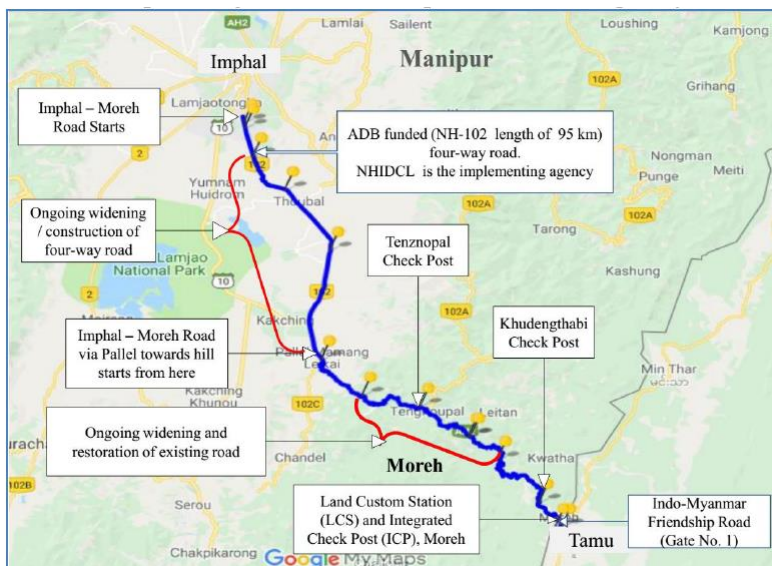 AH2
Lamlai
Loushing
Kamjong
Imphal
Manipur
102A
Grihang
Imphal – Moreh
Road Starts
Lamjaotong
10
2
102
ADB funded (NH-102 length of 95 km)
four-way road.
NHIDCL is the implementing agency
Nongman
Punge
Meiti
102A
Yumnam
Huidrom
Thoubal
Ongoing widening
/ construction of
four-way road
Lamjao
National Park
10
Tenznopal
Check Post
Tarong
Kashung
2
102
102A
Kakching
Khudengthabi
Check Post
Imphal – Moreh Road
via Pallel towards hill
starts from here
Min Thar
Leikai
Kakching
Khunou
102C
Leitan
Ongoing widening and
restoration of existing road
Chandel
Moreh
Kwatha
102B
Serou
Land Custom Station
(LCS) and Integrated
Check Post (ICP), Moreh
Indo-Myanmar
Friendship Road
(Gate No. 1)
Tamu
Chakpikarong
Google My Maps